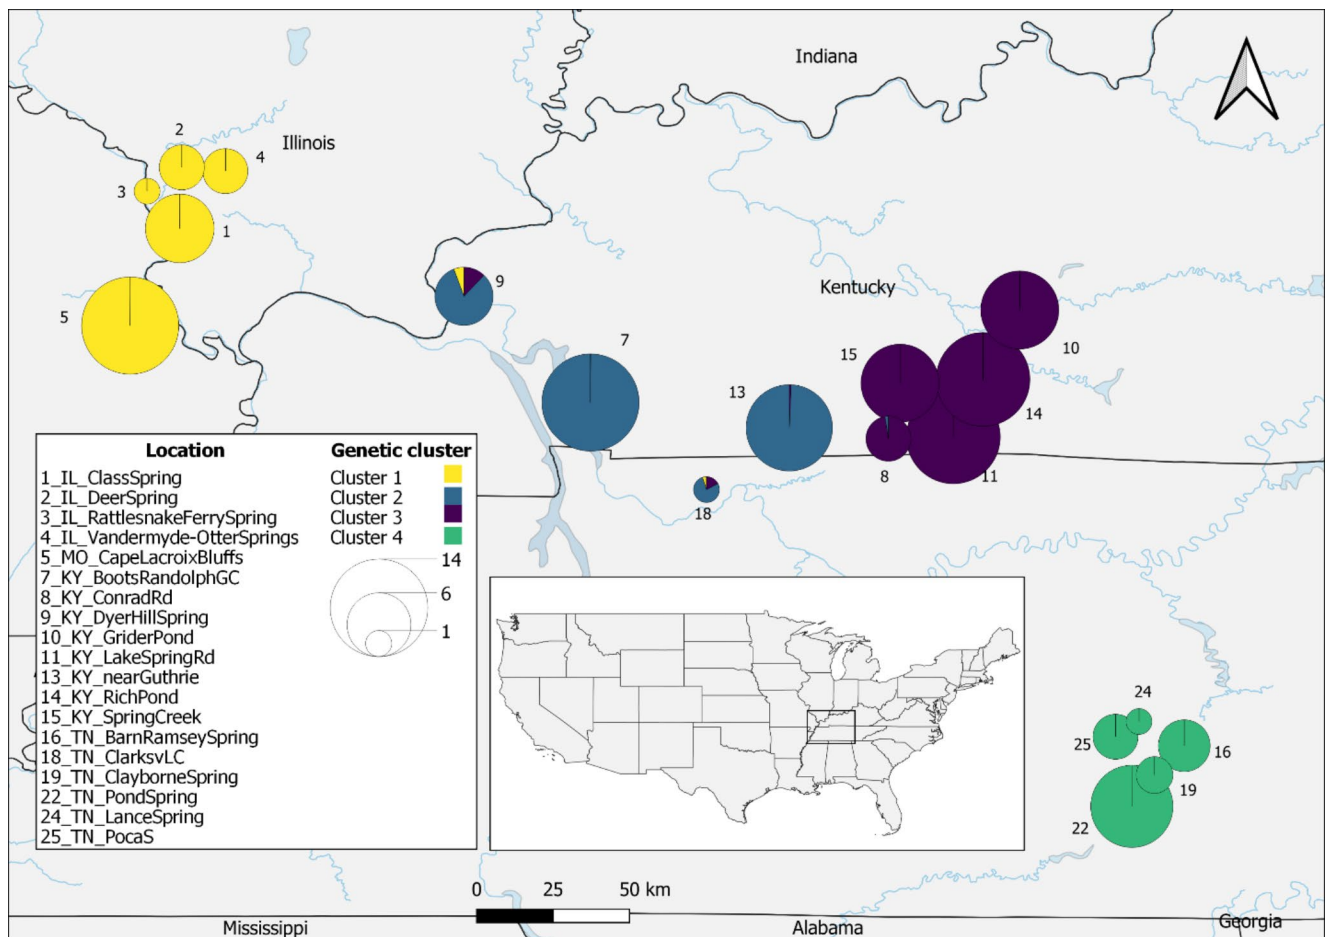 Indiana
Illinois
2
4
3
1
5
9
Kentucky
7
10
15
13
14
8
11
18
Location Genetic cluster
1_IL_ClassSpring Cluster 1
2_IL_DeerSpring Cluster 2
3_IL_RattlesnakeFerrySpring Cluster 3
4_IL_Vandermyde-OtterSprings Cluster 4
5_MO_CapeLacroixBluffs 14
7_KY_BootsRandolphGC
8_KY_ConradRd 6
9_KY_DyerHillSpring
10_KY_GriderPond 1
11_KY_LakeSpringRd
13_KY_nearGuthrie
14_KY_RichPond
15_KY_SpringCreek
16_TN_BarnRamseySpring
18_TN_ClarksvLC
19_TN_ClayborneSpring
22_TN_PondSpring
24_TN_LanceSpring
25_TN_PocaS
24
25
16
19
22
0 25 50 km
Mississippi
Alabama
Georgia